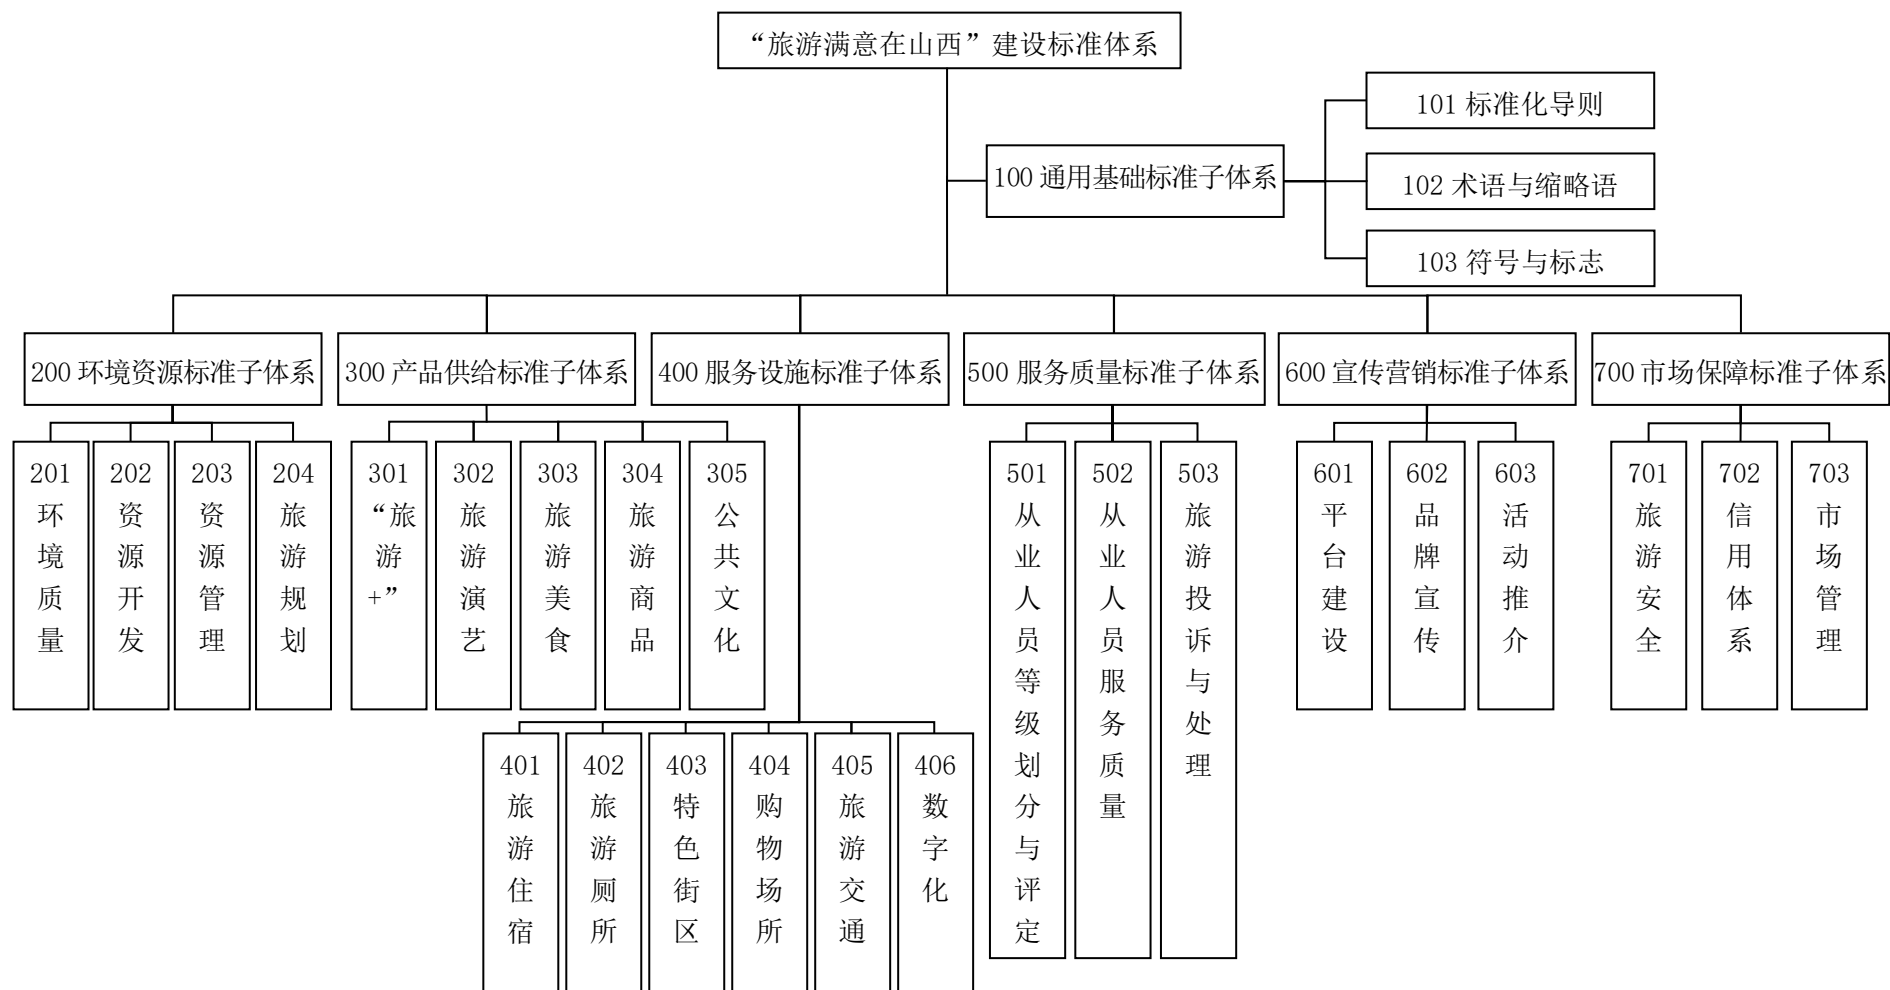 “旅游满意在山西”建设标准体系
101 标准化导则
100 通用基础标准子体系
102 术语与缩略语
103 符号与标志
200 环境资源标准子体系
300 产品供给标准子体系
400 服务设施标准子体系
500 服务质量标准子体系
600 宣传营销标准子体系
700 市场保障标准子体系
201 环境质量
202 资源开发
203 资源管理
204 旅游规划
301 “旅游+”
302 旅游演艺
303 旅游美食
304 旅游商品
305 公共文化
401 旅游住宿
402 旅游厕所
403 特色街区
404 购物场所
405 旅游交通
406 数字化
501 从业人员等级划分与评定
502 从业人员服务质量
503 旅游投诉与处理
601 平台建设
602 品牌宣传
603 活动推介
701 旅游安全
702 信用体系
703 市场管理